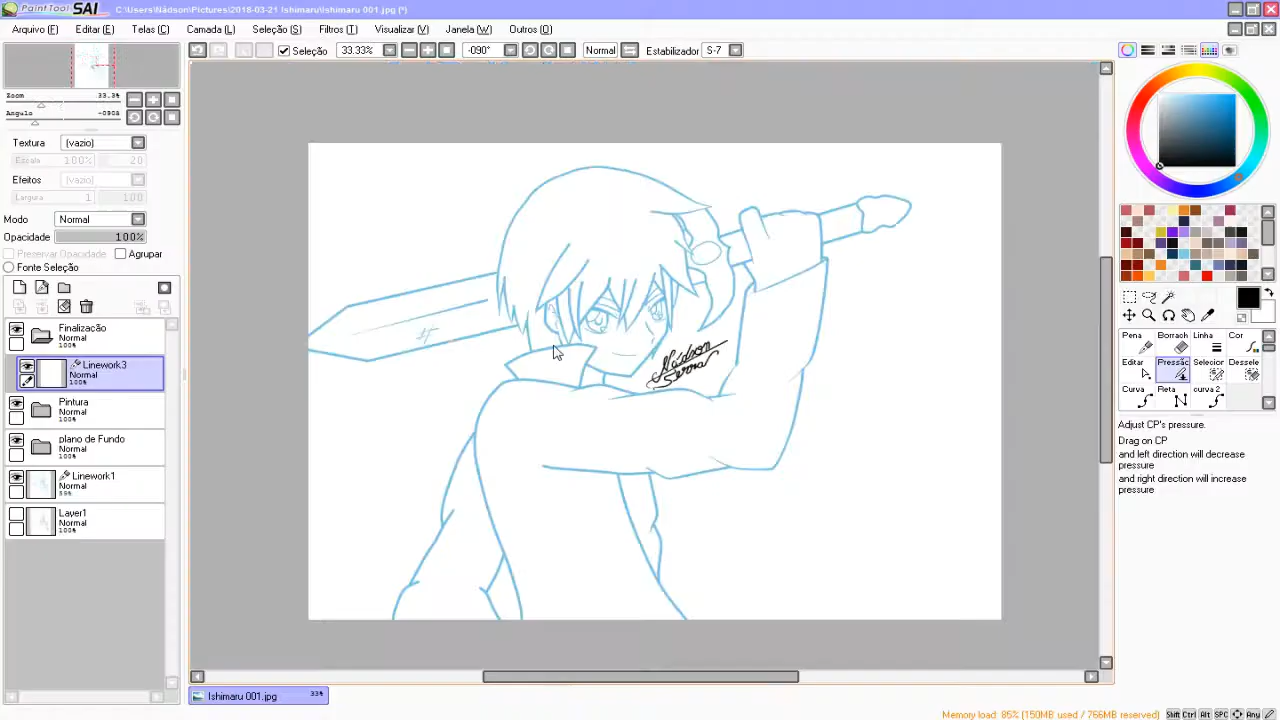 PaintTool SAI C:\Users\Nádson\Pictures\2018-03-21 Ishimaru\Ishimaru 001.jpg (*)
Arquivo (F) Editar (E) Telas (C) Camada (L) Seleção (S) Filtros (T) Visualizar (V) Janela (W) Outros (O)
Seleção 33.33% -090° Normal Estabilizador S-7
Zoom 33.3%
Angulo -090°
Textura (vazio)
Escala 100% 20
Efeitos (vazio)
Largura 1 100
Modo Normal
Opacidade 100%
Preservar Opacidade Agrupar
Fonte Seleção
Finalização
Normal
100%
Linework3
Normal
100%
Pintura
Normal
100%
plano de Fundo
Normal
100%
Linework1
Normal
Layer1
Normal
100%
Nádson
Serra
Pena Borrach Linha Cor
Editar Pressão Selecior Dessele
Curva Reta curva 2
Adjust CP's pressure.
Drag on CP
and left direction will decrease
pressure
and right direction will increase
pressure
Ishimaru 001.jpg 33%
Memory load: 85% (150MB used / 766MB reserved)
Shift Ctrl Alt SPC Any